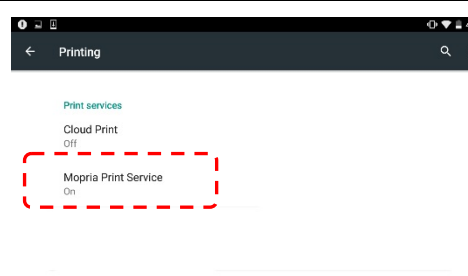 Printing
Print services
Cloud Print
Off
Mopria Print Service
On